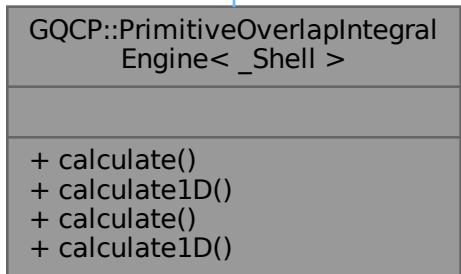 GQCP::PrimitiveOverlapIntegral
Engine< _Shell >
+ calculate()
+ calculate1D()
+ calculate()
+ calculate1D()